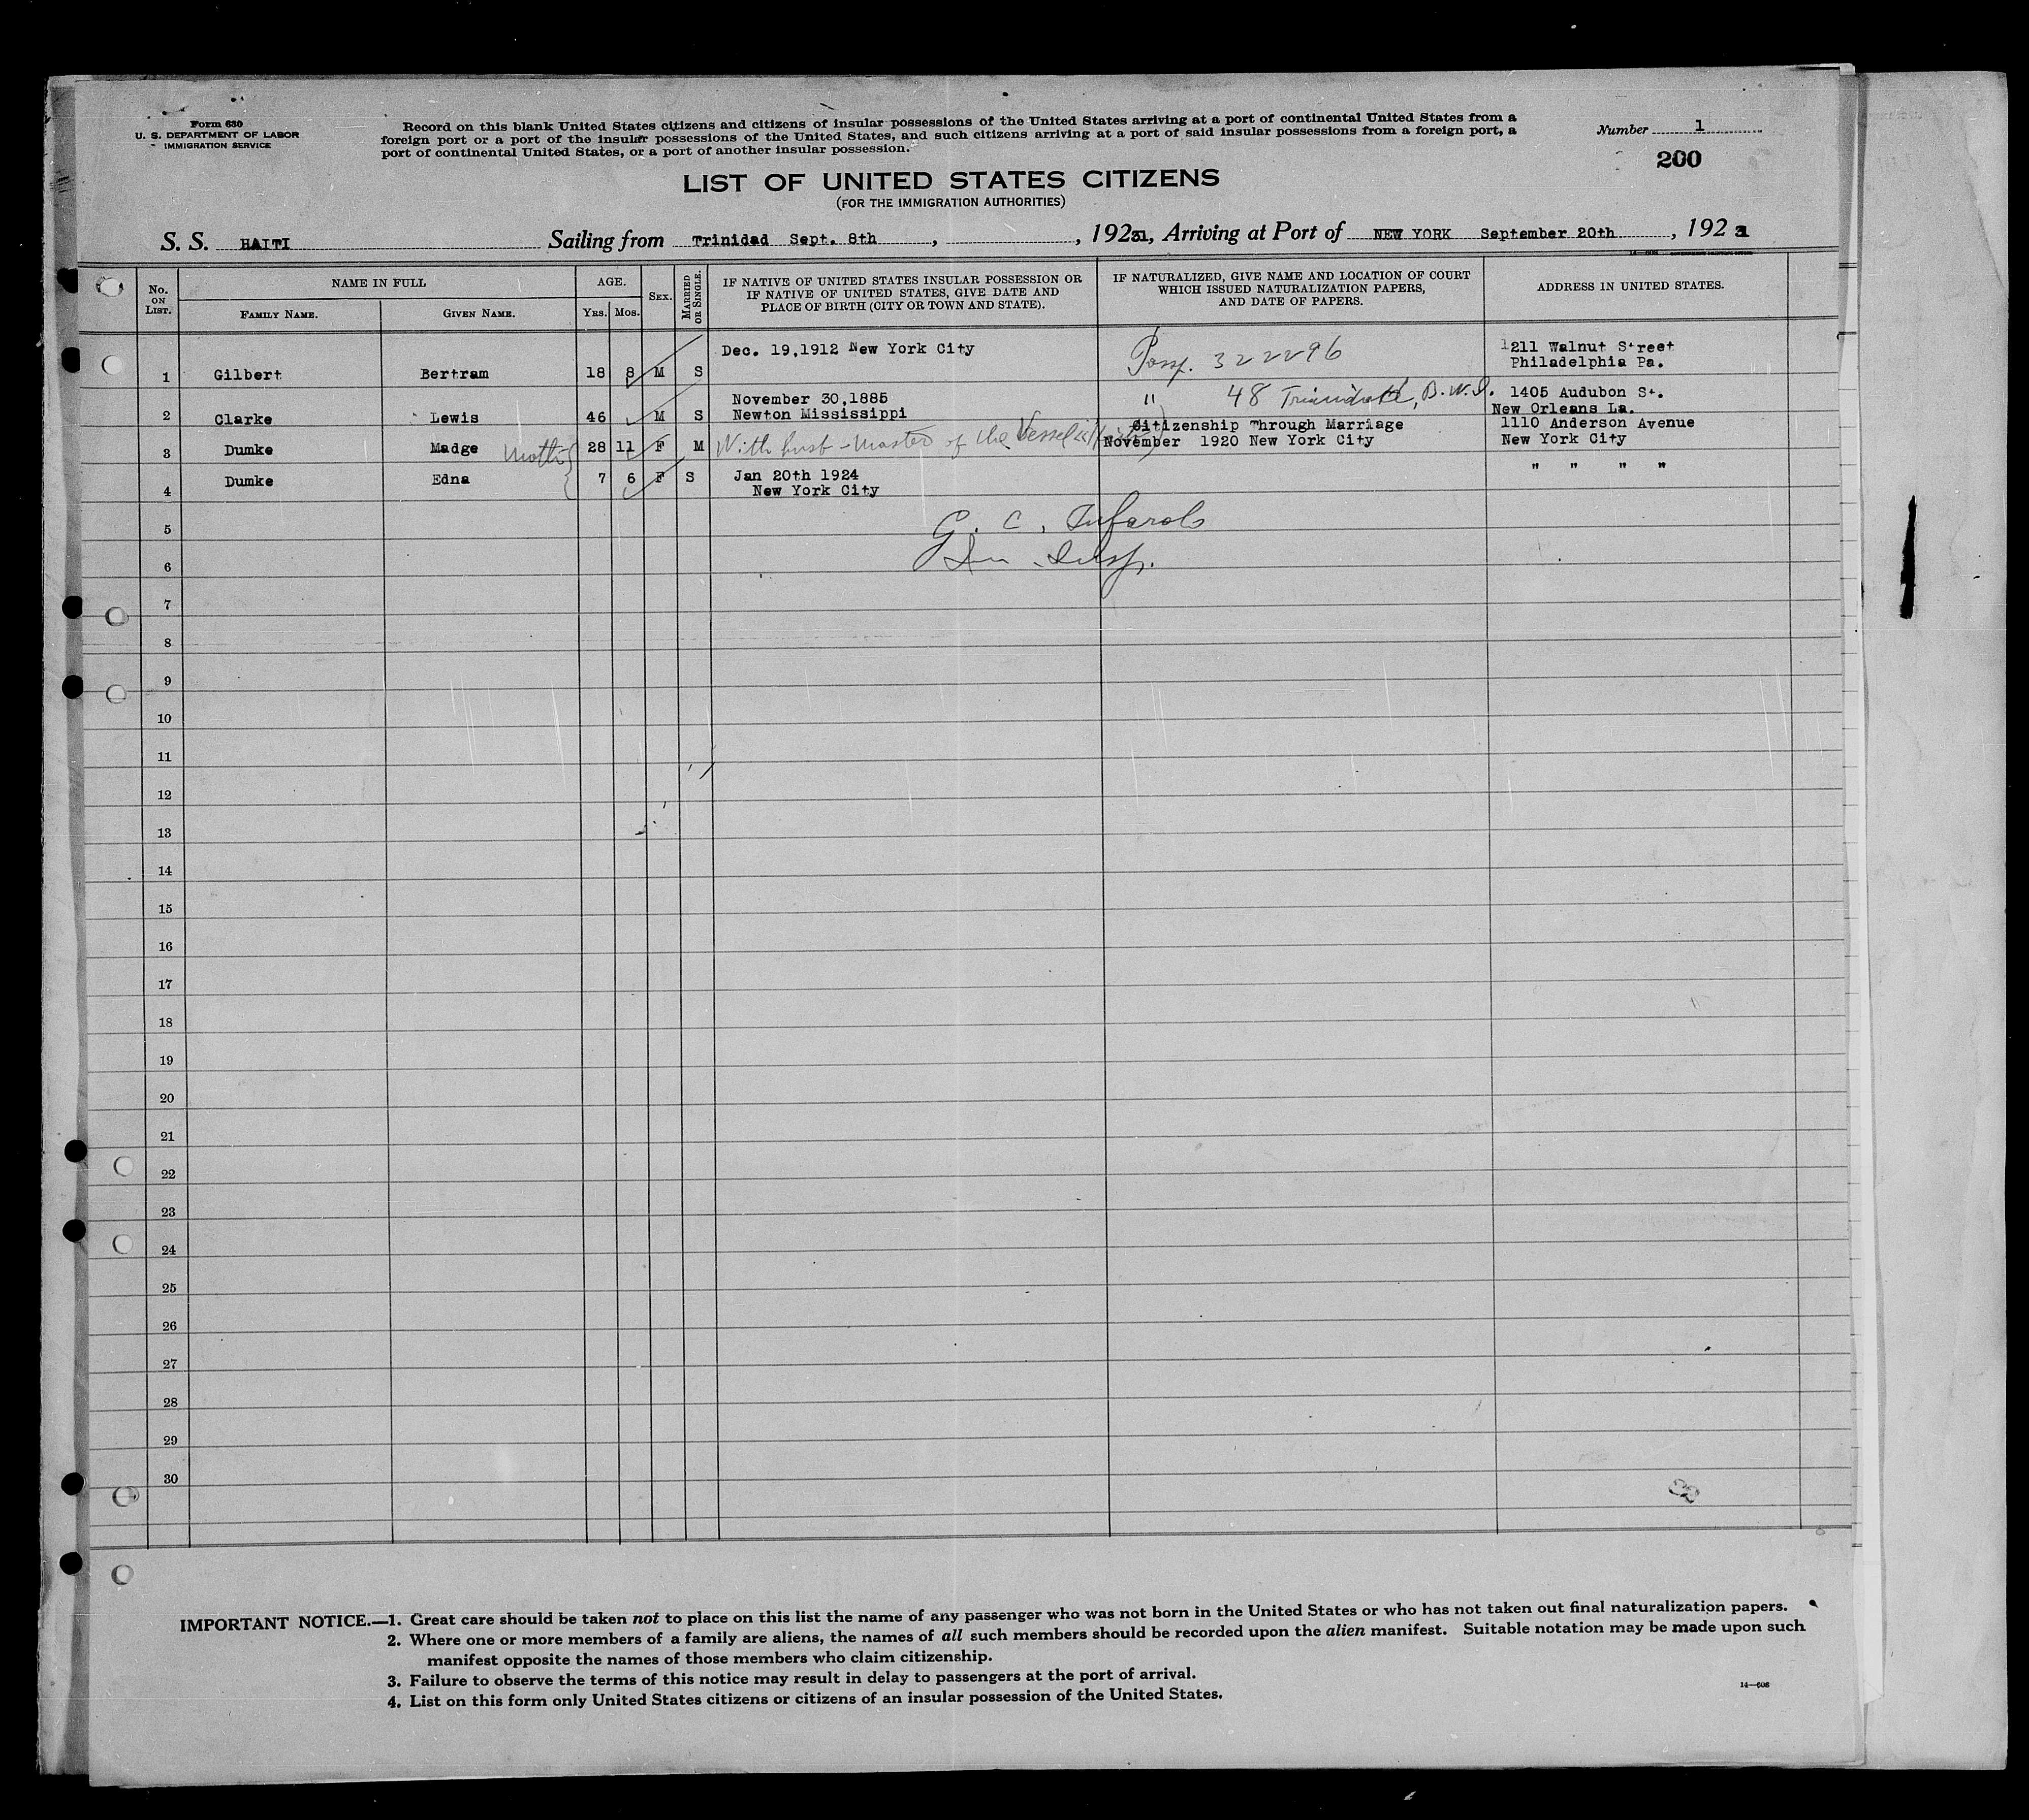 Form 630
U. S. DEPARTMENT OF LABOR
IMMIGRATION SERVICE
Record on this blank United States citizens and citizens of insular possessions of the United States arriving at a port of continental United States from a
foreign port or a port of the insular possessions of the United States, and such citizens arriving at a port of said insular possessions from a foreign port, a
port of continental United States, or a port of another insular possession.
Number 1
200
LIST OF UNITED STATES CITIZENS
(FOR THE IMMIGRATION AUTHORITIES)
S. S. HAITI Sailing from Trinidad Sept. 8th , , 1921, Arriving at Port of NEW YORK September 20th , 192
No. ON LIST.
NAME IN FULL
FAMILY NAME. GIVEN NAME.
AGE.
YRS. MOS.
SEX.
MARRIED OR SINGLE.
IF NATIVE OF UNITED STATES INSULAR POSSESSION OR
IF NATIVE OF UNITED STATES, GIVE DATE AND
PLACE OF BIRTH (CITY OR TOWN AND STATE).
IF NATURALIZED, GIVE NAME AND LOCATION OF COURT
WHICH ISSUED NATURALIZATION PAPERS,
AND DATE OF PAPERS.
ADDRESS IN UNITED STATES.
1 Gilbert Bertram 18 8 M S Dec. 19,1912 New York City Passp. 322296 1211 Walnut Street
Philadelphia Pa.
2 Clarke Lewis 46 M S November 30,1885
Newton Mississippi " 48 Trinidad, B.W.I. 1405 Audubon St.
New Orleans La.
3 Dumke Madge Mother 28 11 F M With husb - Master of the Vessel Citizenship Through Marriage
November 1920 New York City 1110 Anderson Avenue
New York City
4 Dumke Edna 7 6 F S Jan 20th 1924
New York City " " " "
5
G. C.
6
Imm. Insp.
7
8
9
10
11
12
13
14
15
16
17
18
19
20
21
22
23
24
25
26
27
28
29
30
IMPORTANT NOTICE.—1. Great care should be taken not to place on this list the name of any passenger who was not born in the United States or who has not taken out final naturalization papers.
2. Where one or more members of a family are aliens, the names of all such members should be recorded upon the alien manifest. Suitable notation may be made upon such
manifest opposite the names of those members who claim citizenship.
3. Failure to observe the terms of this notice may result in delay to passengers at the port of arrival.
4. List on this form only United States citizens or citizens of an insular possession of the United States.
14—608